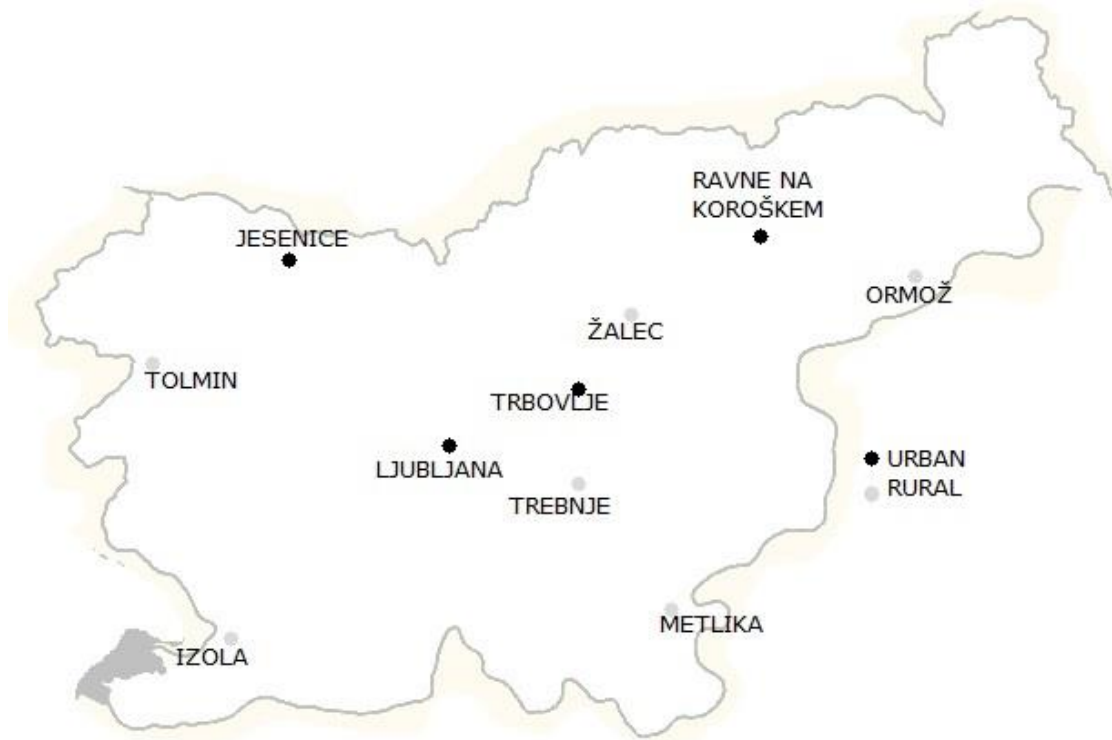 RAVNE NA
KOROŠKEM
JESENICE
ORMOŽ
ŽALEC
TOLMIN
TRBOVLJE
LJUBLJANA
URBAN
RURAL
TREBNJE
METLIKA
IZOLA